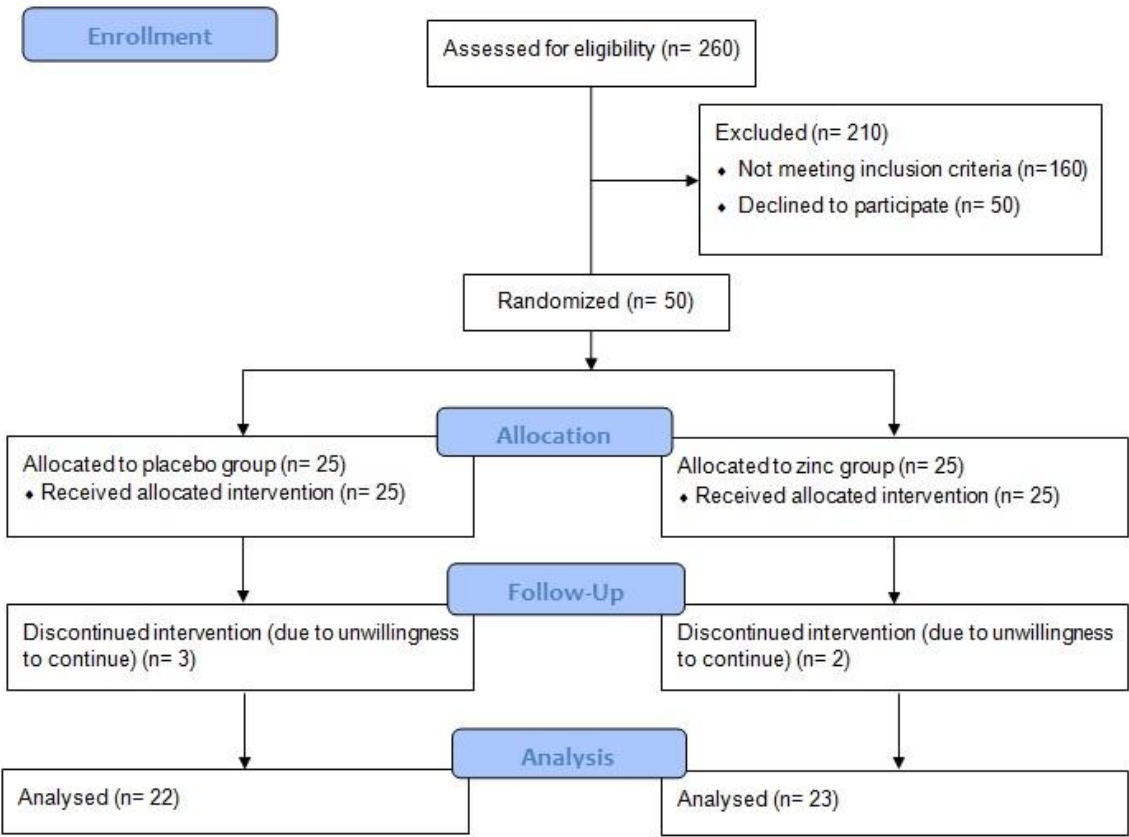 Enrollment
Assessed for eligibility (n= 260)
Excluded (n= 210)
⬧ Not meeting inclusion criteria (n=160)
⬧ Declined to participate (n= 50)
Randomized (n= 50)
Allocation
Allocated to placebo group (n= 25)
⬧ Received allocated intervention (n= 25)
Allocated to zinc group (n= 25)
⬧ Received allocated intervention (n= 25)
Follow-Up
Discontinued intervention (due to unwillingness
to continue) (n= 3)
Discontinued intervention (due to unwillingness
to continue) (n= 2)
Analysis
Analysed (n= 22)
Analysed (n= 23)